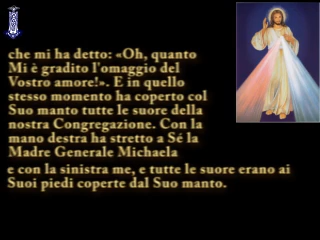 che mi ha detto: «Oh, quanto
Mi è gradito l'omaggio del
Vostro amore!». E in quello
stesso momento ha coperto col
Suo manto tutte le suore della
nostra Congregazione. Con la
mano destra ha stretto a Sé la
Madre Generale Michaela
e con la sinistra me, e tutte le suore erano ai
Suoi piedi coperte dal Suo manto.